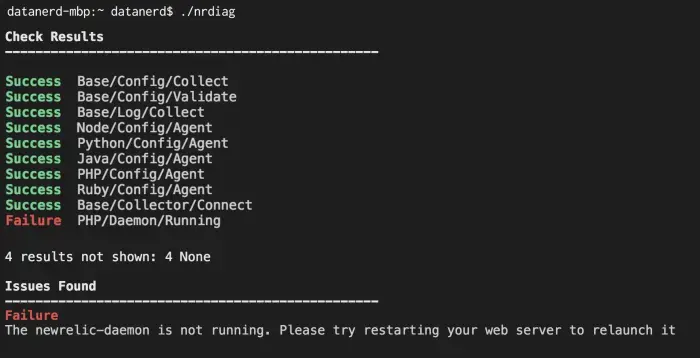 datanerd-mbp:~ datanerd$ ./nrdiag
Check Results
-------------------------------------------------
Success  Base/Config/Collect
Success  Base/Config/Validate
Success  Base/Log/Collect
Success  Node/Config/Agent
Success  Python/Config/Agent
Success  Java/Config/Agent
Success  PHP/Config/Agent
Success  Ruby/Config/Agent
Success  Base/Collector/Connect
Failure  PHP/Daemon/Running
4 results not shown: 4 None
Issues Found
-------------------------------------------------
Failure
The newrelic-daemon is not running. Please try restarting your web server to relaunch it